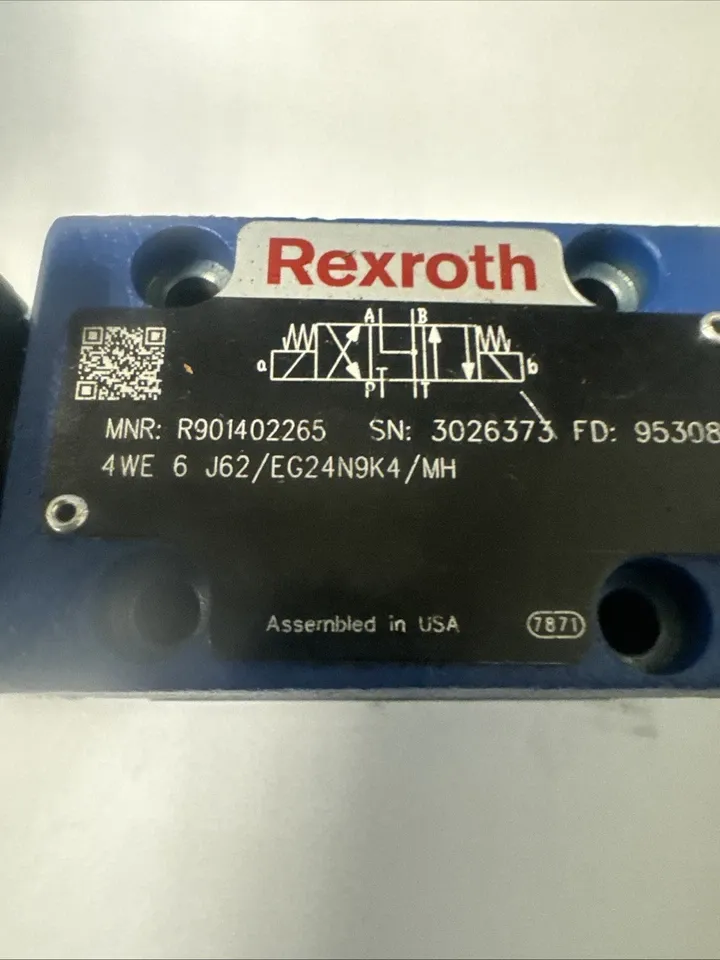 Rexroth
A B
a b
P T
MNR: R901402265 SN: 3026373 FD: 95308
4WE 6 J62/EG24N9K4/MH
Assembled in USA 7871